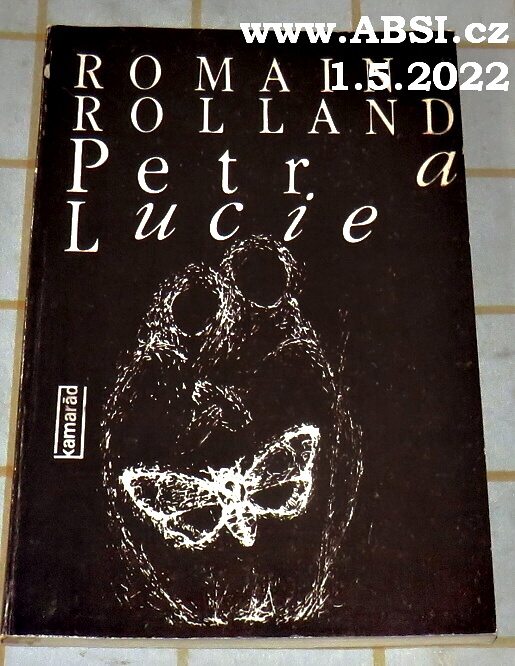 www.ABSI.cz
1.5.2022
ROMAIN
ROLLAND
Petr a
Lucie
kamarád